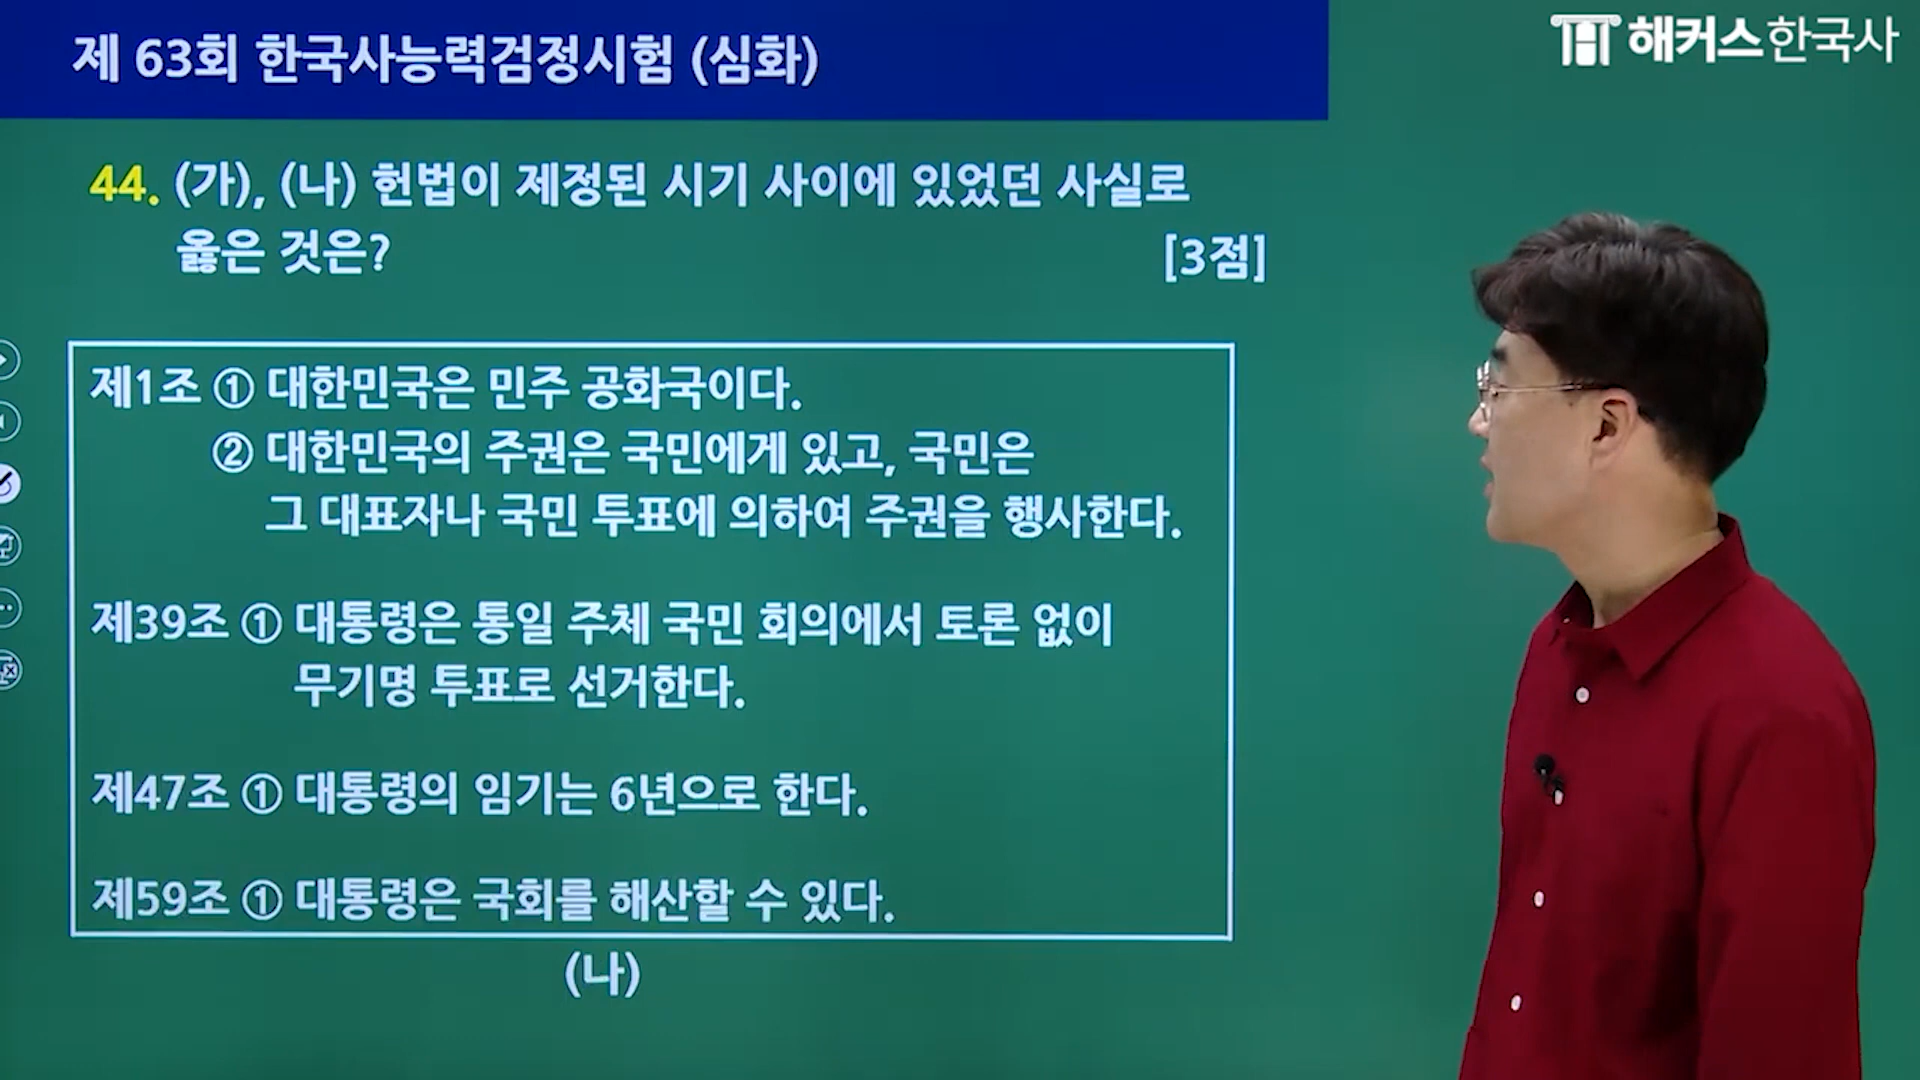 제 63회 한국사능력검정시험 (심화)
해커스한국사
44. (가), (나) 헌법이 제정된 시기 사이에 있었던 사실로
옳은 것은? [3점]
제1조 ① 대한민국은 민주 공화국이다.
② 대한민국의 주권은 국민에게 있고, 국민은
그 대표자나 국민 투표에 의하여 주권을 행사한다.
제39조 ① 대통령은 통일 주체 국민 회의에서 토론 없이
무기명 투표로 선거한다.
제47조 ① 대통령의 임기는 6년으로 한다.
제59조 ① 대통령은 국회를 해산할 수 있다.
(나)